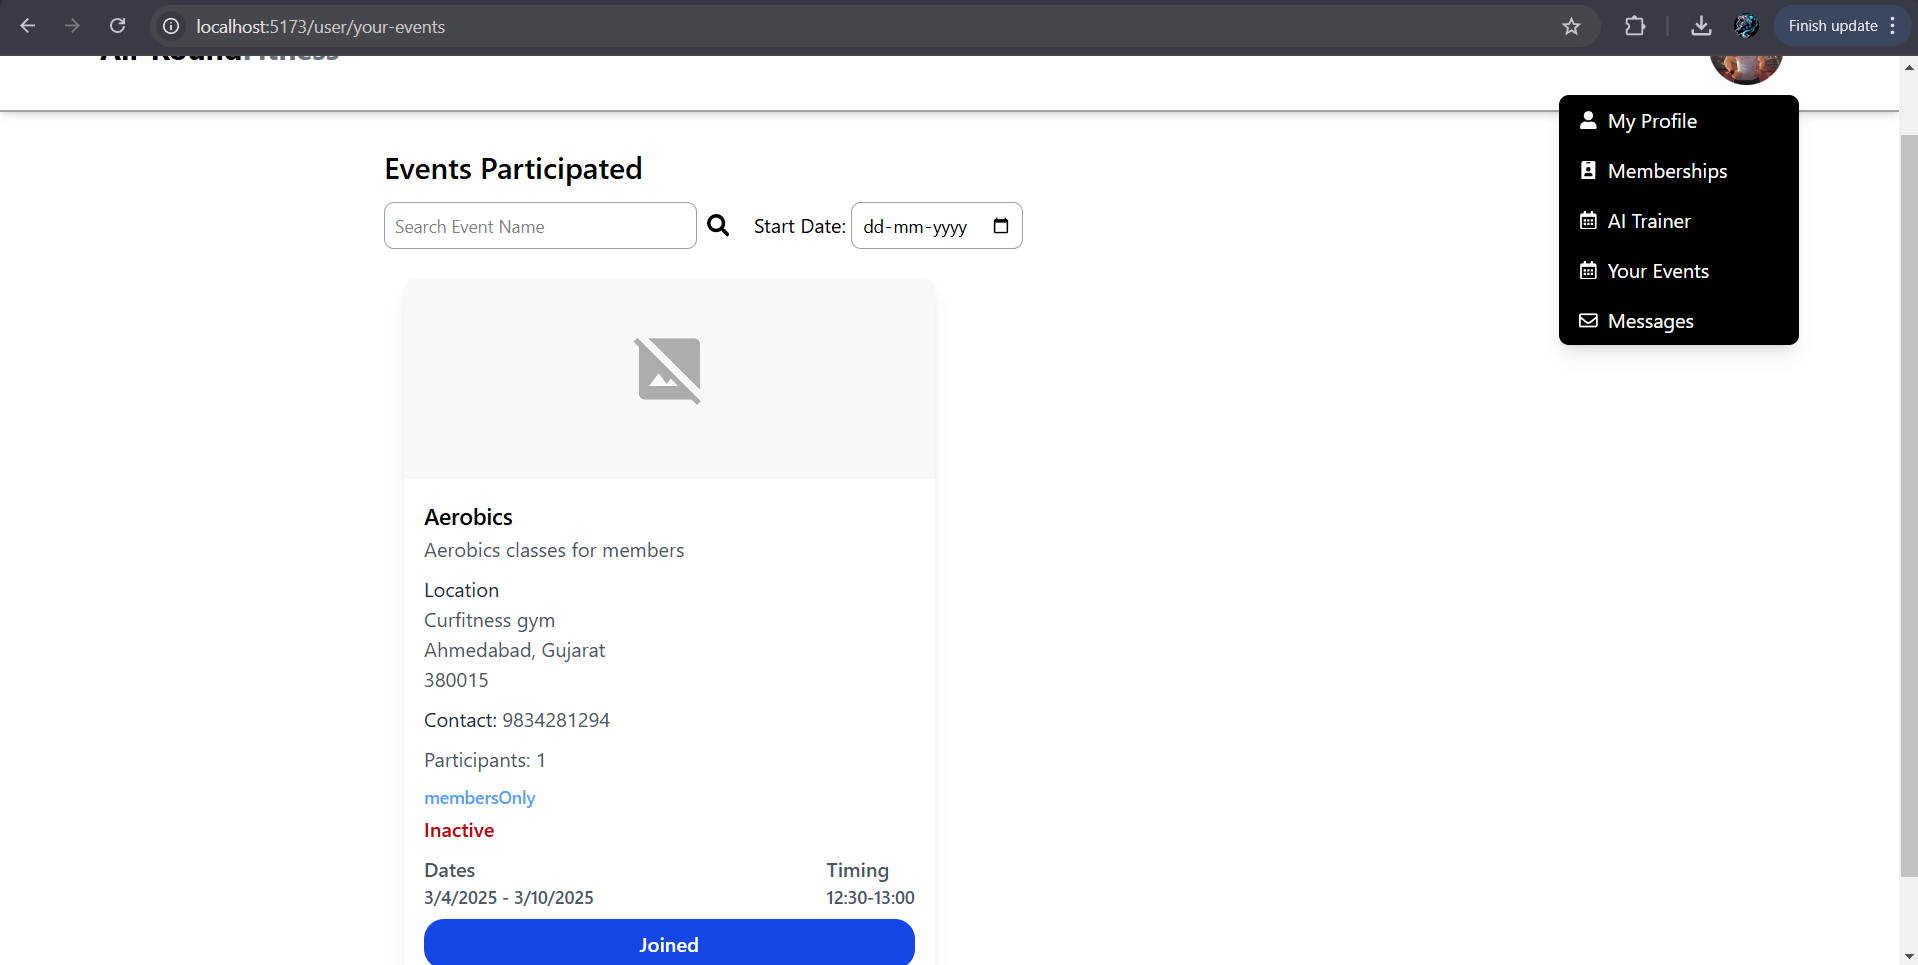 localhost:5173/user/your-events
Finish update
My Profile
Memberships
AI Trainer
Your Events
Messages
Events Participated
Search Event Name
Start Date: dd-mm-yyyy
Aerobics
Aerobics classes for members
Location
Curfitness gym
Ahmedabad, Gujarat
380015
Contact: 9834281294
Participants: 1
membersOnly
Inactive
Dates
Timing
3/4/2025 - 3/10/2025
12:30-13:00
Joined